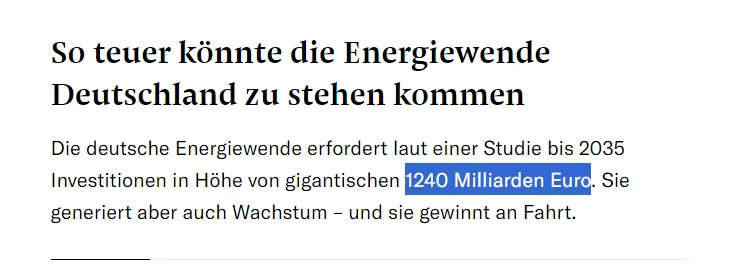 So teuer könnte die Energiewende
Deutschland zu stehen kommen
Die deutsche Energiewende erfordert laut einer Studie bis 2035
Investitionen in Höhe von gigantischen 1240 Milliarden Euro. Sie
generiert aber auch Wachstum – und sie gewinnt an Fahrt.